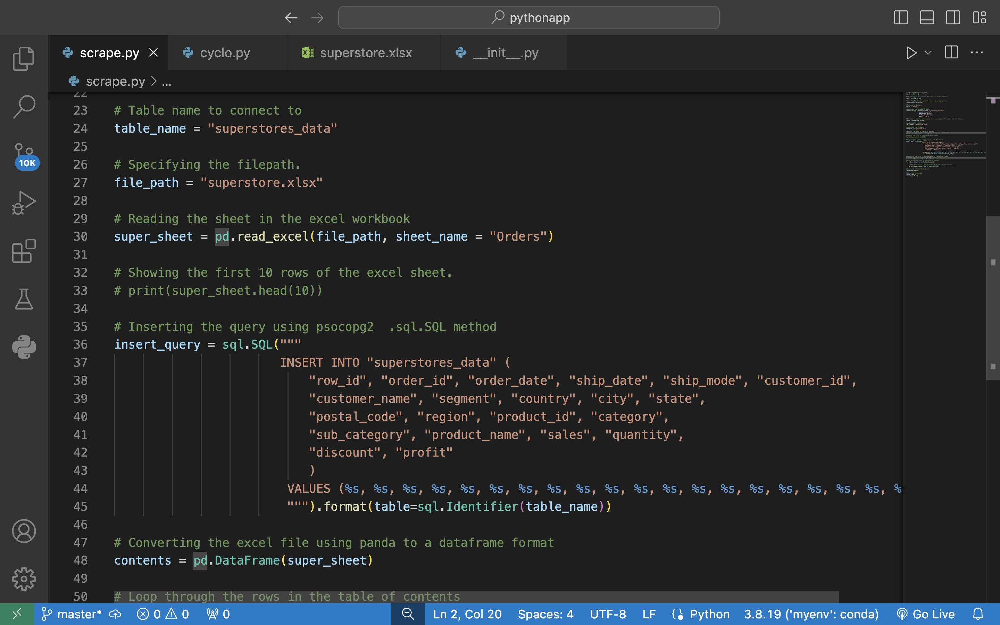 pythonapp
scrape.py
cyclo.py
superstore.xlsx
__init__.py
scrape.py > ...
22
23 # Table name to connect to
24 table_name = "superstores_data"
25
26 # Specifying the filepath.
27 file_path = "superstore.xlsx"
28
29 # Reading the sheet in the excel workbook
30 super_sheet = pd.read_excel(file_path, sheet_name = "Orders")
31
32 # Showing the first 10 rows of the excel sheet.
33 # print(super_sheet.head(10))
34
35 # Inserting the query using psocopg2  .sql.SQL method
36 insert_query = sql.SQL("""
37 INSERT INTO "superstores_data" (
38 "row_id", "order_id", "order_date", "ship_date", "ship_mode", "customer_id",
39 "customer_name", "segment", "country", "city", "state",
40 "postal_code", "region", "product_id", "category",
41 "sub_category", "product_name", "sales", "quantity",
42 "discount", "profit"
43 )
44 VALUES (%s, %s, %s, %s, %s, %s, %s, %s, %s, %s, %s, %s, %s, %s, %s, %s, %s, %s, %s, %s
45 """).format(table=sql.Identifier(table_name))
46
47 # Converting the excel file using panda to a dataframe format
48 contents = pd.DataFrame(super_sheet)
49
50 # Loop through the rows in the table of contents
10K
master* 0 0 0 Ln 2, Col 20 Spaces: 4 UTF-8 LF Python 3.8.19 ('myenv': conda) Go Live